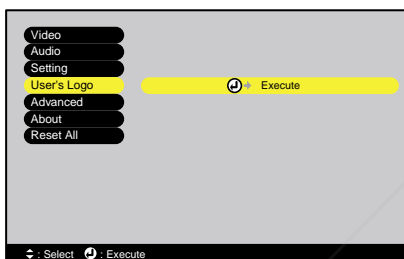 Video
Audio
Setting
User's Logo Execute
Advanced
About
Reset All
: Select : Execute